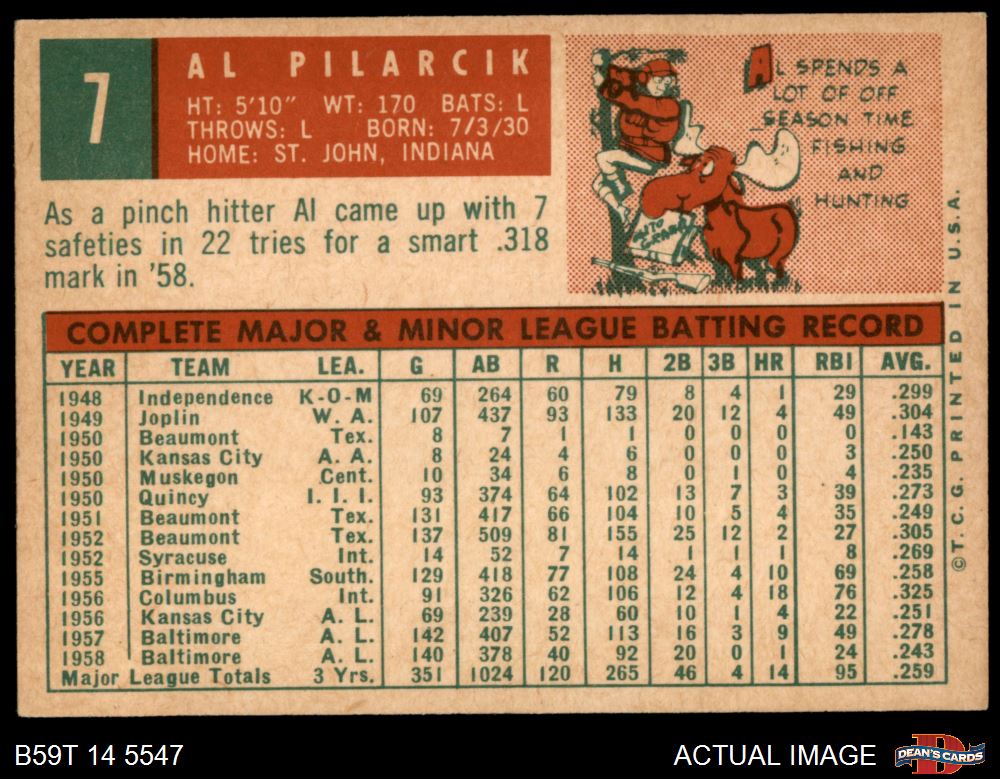 7
AL PILARCIK
HT: 5'10" WT: 170 BATS: L
THROWS: L BORN: 7/3/30
HOME: ST. JOHN, INDIANA
As a pinch hitter Al came up with 7
safeties in 22 tries for a smart .318
mark in '58.
AL SPENDS A
LOT OF OFF
SEASON TIME
FISHING
AND
HUNTING
COMPLETE MAJOR & MINOR LEAGUE BATTING RECORD
YEAR TEAM LEA. G AB R H 2B 3B HR RBI AVG.
1948 Independence K-O-M 69 264 60 79 8 4 1 29 .299
1949 Joplin W. A. 107 437 93 133 20 12 4 49 .304
1950 Beaumont Tex. 8 7 1 1 0 0 0 0 .143
1950 Kansas City A. A. 8 24 4 6 0 0 0 3 .250
1950 Muskegon Cent. 10 34 6 8 0 1 0 4 .235
1950 Quincy I. I. I. 93 374 64 102 13 7 3 39 .273
1951 Beaumont Tex. 131 417 66 104 10 5 4 35 .249
1952 Beaumont Tex. 137 509 81 155 25 12 2 27 .305
1952 Syracuse Int. 14 52 7 14 1 1 1 8 .269
1955 Birmingham South. 129 418 77 108 24 4 10 69 .258
1956 Columbus Int. 91 326 62 106 12 4 18 76 .325
1956 Kansas City A. L. 69 239 28 60 10 1 4 22 .251
1957 Baltimore A. L. 142 407 52 113 16 3 9 49 .278
1958 Baltimore A. L. 140 378 40 92 20 0 1 24 .243
Major League Totals 3 Yrs. 351 1024 120 265 46 4 14 95 .259
©T.C.G. PRINTED IN U.S.A.
B59T 14 5547
ACTUAL IMAGE
DEAN'S CARDS